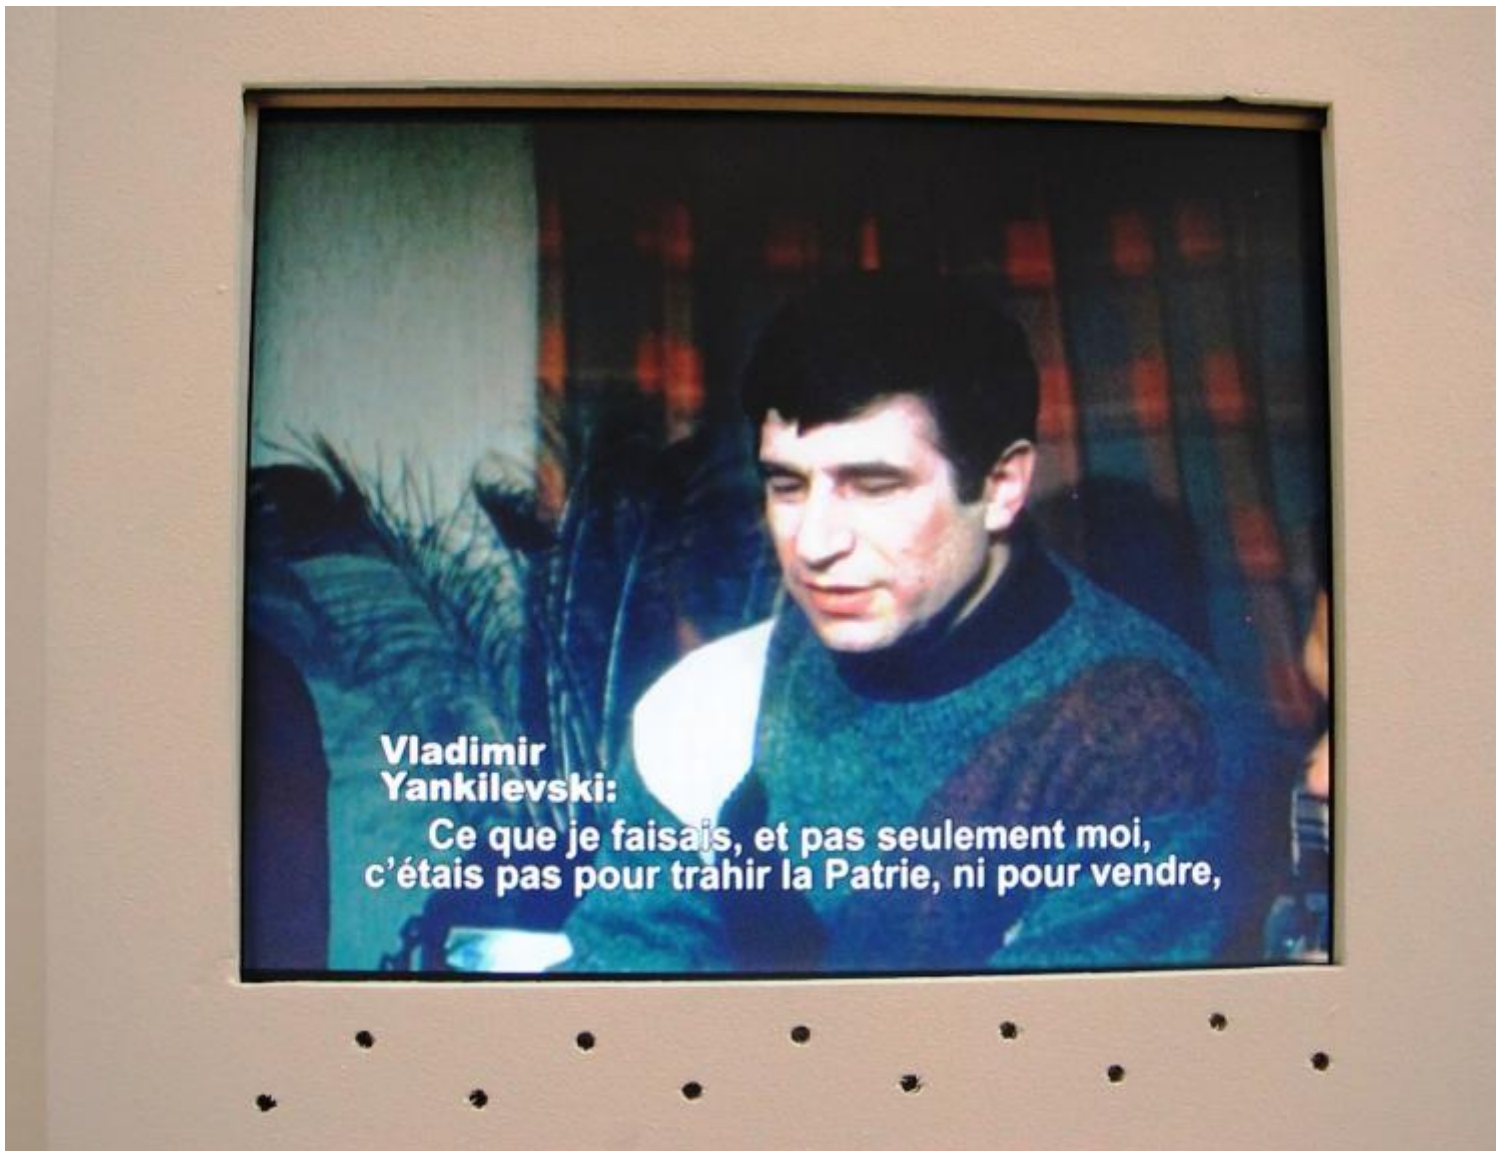 Vladimir
Yankilevski:
Ce que je faisais, et pas seulement moi,
c'étais pas pour trahir la Patrie, ni pour vendre,